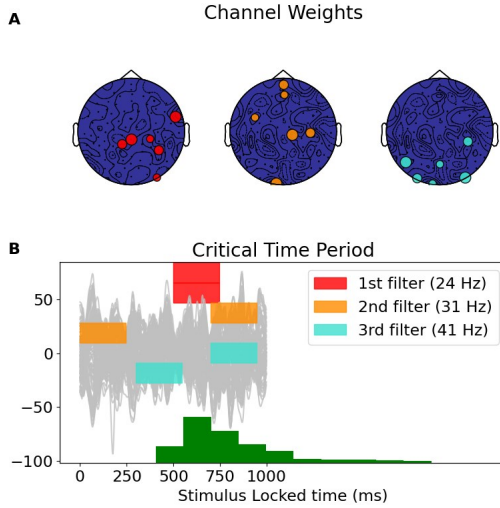 A
Channel Weights
B
Critical Time Period
1st filter (24 Hz)
2nd filter (31 Hz)
3rd filter (41 Hz)
50
0
−50
−100
0 250 500 750 1000
Stimulus Locked time (ms)